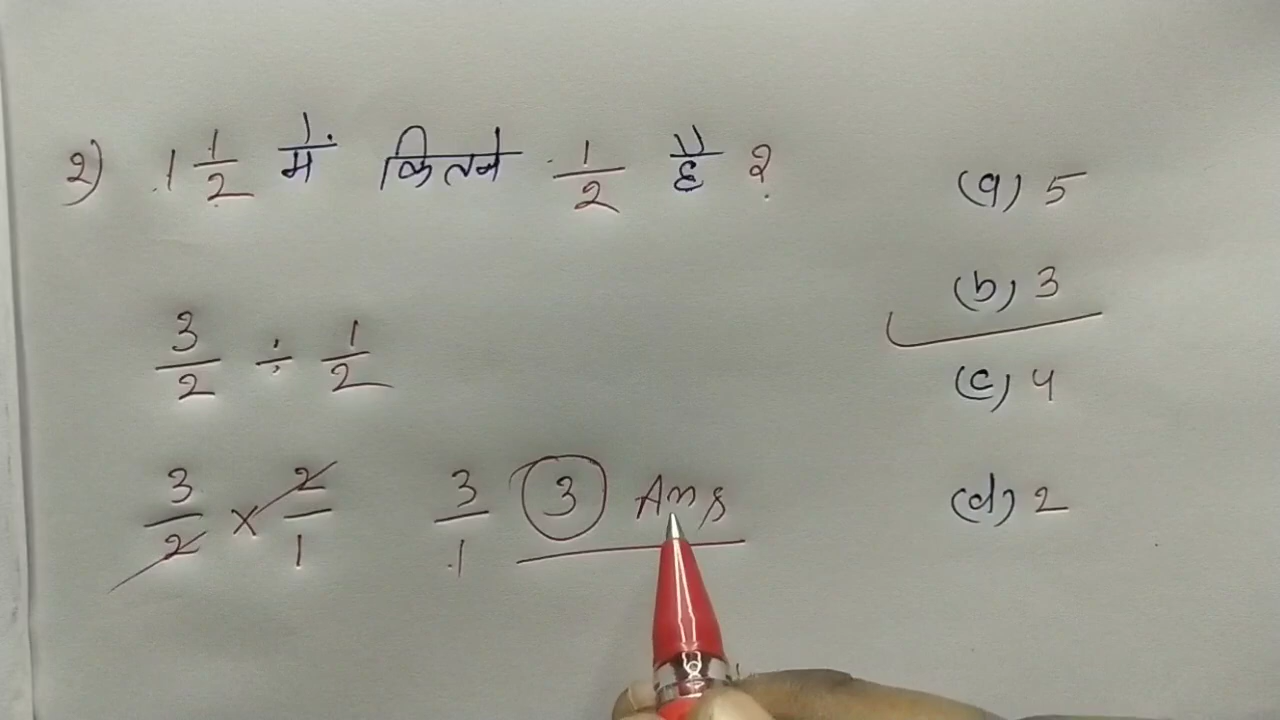 2) 1 1/2 में कितने 1/2 हैं ?
(a) 5
(b) 3
(c) 4
(d) 2
3/2 ÷ 1/2
3/2 × 2/1 3/1 3 Ans